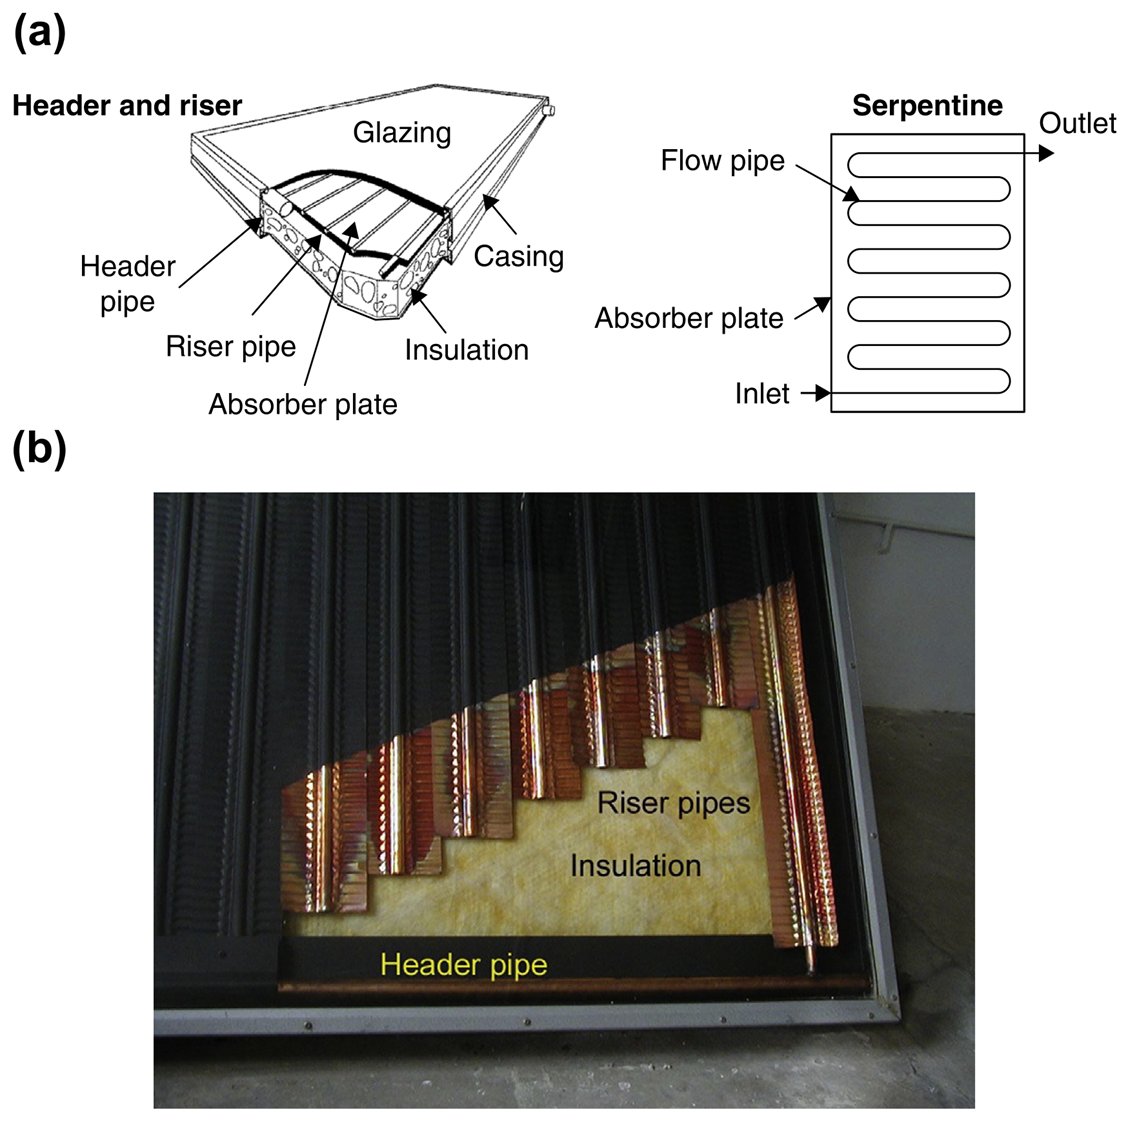 (a)
Header and riser
Glazing
Header
pipe
Riser pipe
Absorber plate
Casing
Insulation
Serpentine
Outlet
Flow pipe
Absorber plate
Inlet
(b)
Riser pipes
Insulation
Header pipe